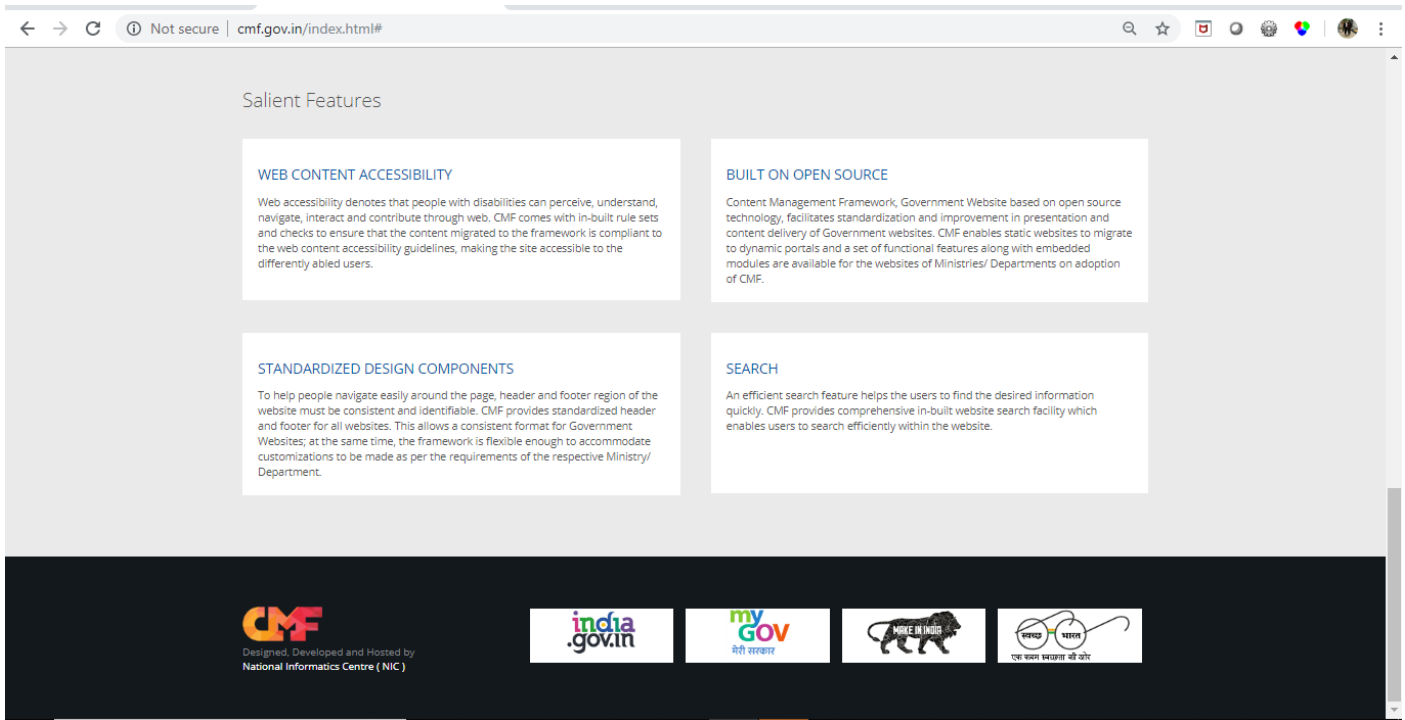 Not secure | cmf.gov.in/index.html#
Salient Features
WEB CONTENT ACCESSIBILITY
Web accessibility denotes that people with disabilities can perceive, understand,
navigate, interact and contribute through web. CMF comes with in-built rule sets
and checks to ensure that the content migrated to the framework is compliant to
the web content accessibility guidelines, making the site accessible to the
differently abled users.
BUILT ON OPEN SOURCE
Content Management Framework, Government Website based on open source
technology, facilitates standardization and improvement in presentation and
content delivery of Government websites. CMF enables static websites to migrate
to dynamic portals and a set of functional features along with embedded
modules are available for the websites of Ministries/ Departments on adoption
of CMF.
STANDARDIZED DESIGN COMPONENTS
To help people navigate easily around the page, header and footer region of the
website must be consistent and identifiable. CMF provides standardized header
and footer for all websites. This allows a consistent format for Government
Websites; at the same time, the framework is flexible enough to accommodate
customizations to be made as per the requirements of the respective Ministry/
Department.
SEARCH
An efficient search feature helps the users to find the desired information
quickly. CMF provides comprehensive in-built website search facility which
enables users to search efficiently within the website.
CMF
Designed, Developed and Hosted by
National Informatics Centre ( NIC )
india
.gov.in
my
GOV
मेरी सरकार
MAKE IN INDIA
स्वच्छ भारत
एक कदम स्वच्छता की ओर